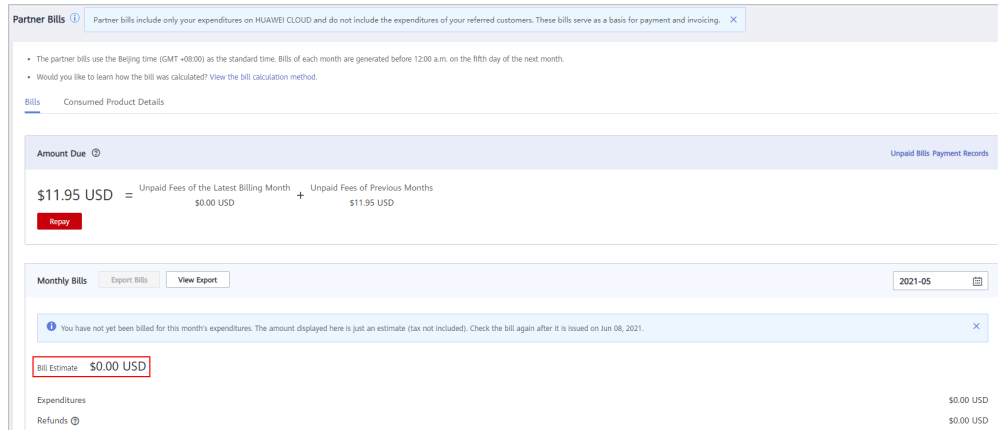 Partner Bills
Partner bills include only your expenditures on HUAWEI CLOUD and do not include the expenditures of your referred customers. These bills serve as a basis for payment and invoicing.
The partner bills use the Beijing time (GMT +08:00) as the standard time. Bills of each month are generated before 12:00 a.m. on the fifth day of the next month.
Would you like to learn how the bill was calculated? View the bill calculation method.
Bills Consumed Product Details
Amount Due Unpaid Bills Payment Records
$11.95 USD = Unpaid Fees of the Latest Billing Month + Unpaid Fees of Previous Months
$0.00 USD $11.95 USD
Repay
Monthly Bills Export Bills View Export 2021-05
You have not yet been billed for this month's expenditures. The amount displayed here is just an estimate (tax not included). Check the bill again after it is issued on Jun 08, 2021.
Bill Estimate $0.00 USD
Expenditures $0.00 USD
Refunds $0.00 USD